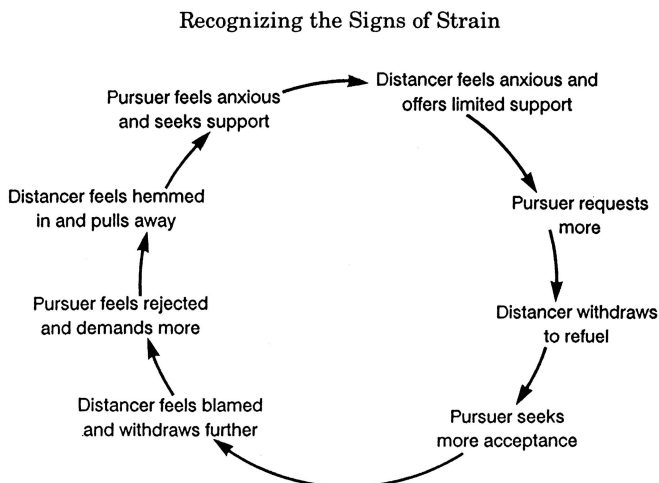 Recognizing the Signs of Strain
Pursuer feels anxious
and seeks support
Distancer feels anxious and
offers limited support
Pursuer requests
more
Distancer withdraws
to refuel
Pursuer seeks
more acceptance
Distancer feels blamed
and withdraws further
Pursuer feels rejected
and demands more
Distancer feels hemmed
in and pulls away